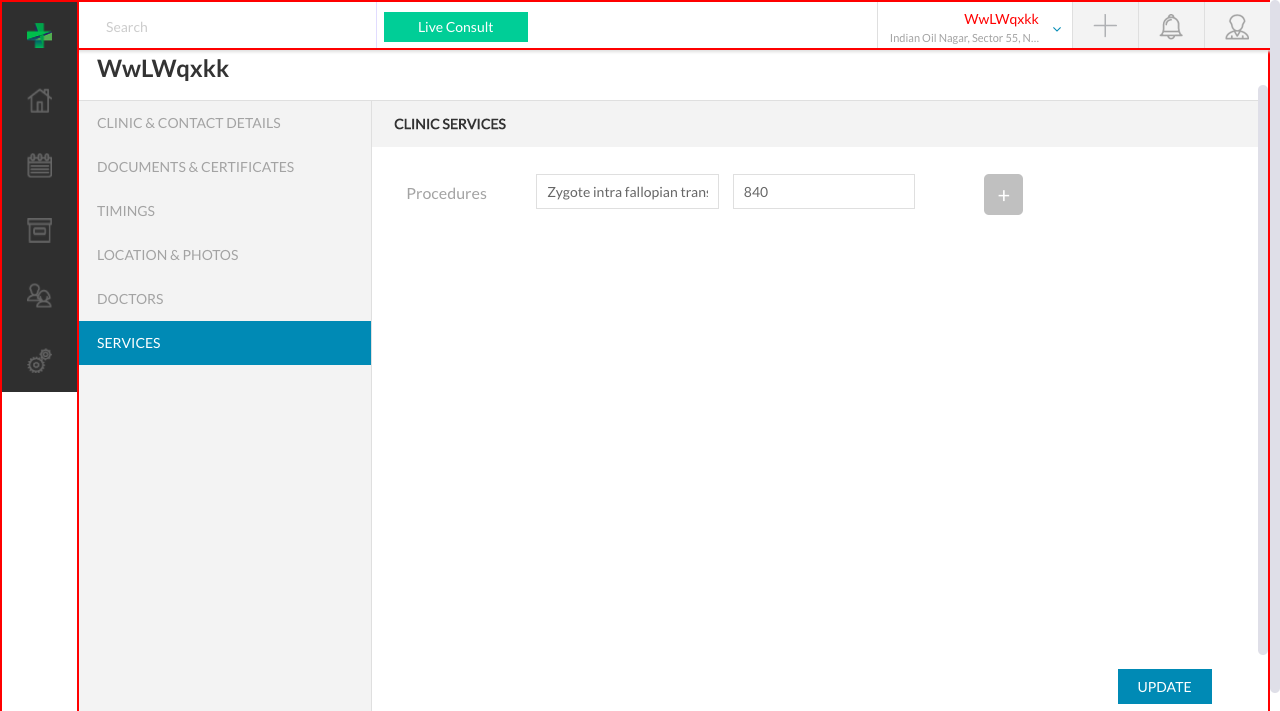 Search
Live Consult
WwLWqxkk
Indian Oil Nagar, Sector 55, N...
WwLWqxkk
CLINIC & CONTACT DETAILS
DOCUMENTS & CERTIFICATES
TIMINGS
LOCATION & PHOTOS
DOCTORS
SERVICES
CLINIC SERVICES
Procedures
Zygote intra fallopian trans
840
+
UPDATE